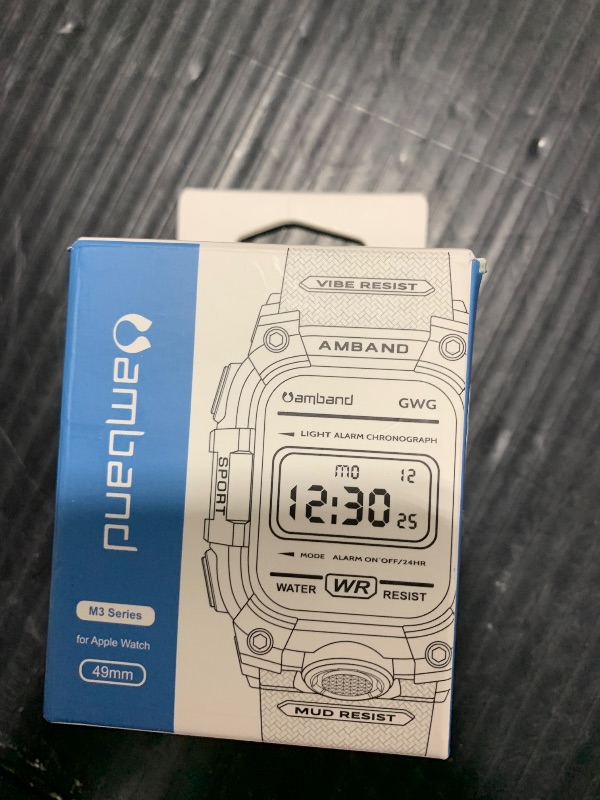 amband
M3 Series
for Apple Watch
49mm
VIBE RESIST
AMBAND
amband GWG
LIGHT ALARM CHRONOGRAPH
SPORT
MO 12
12:30 25
MODE ALARM ON·OFF/24HR
WATER WR RESIST
MUD RESIST